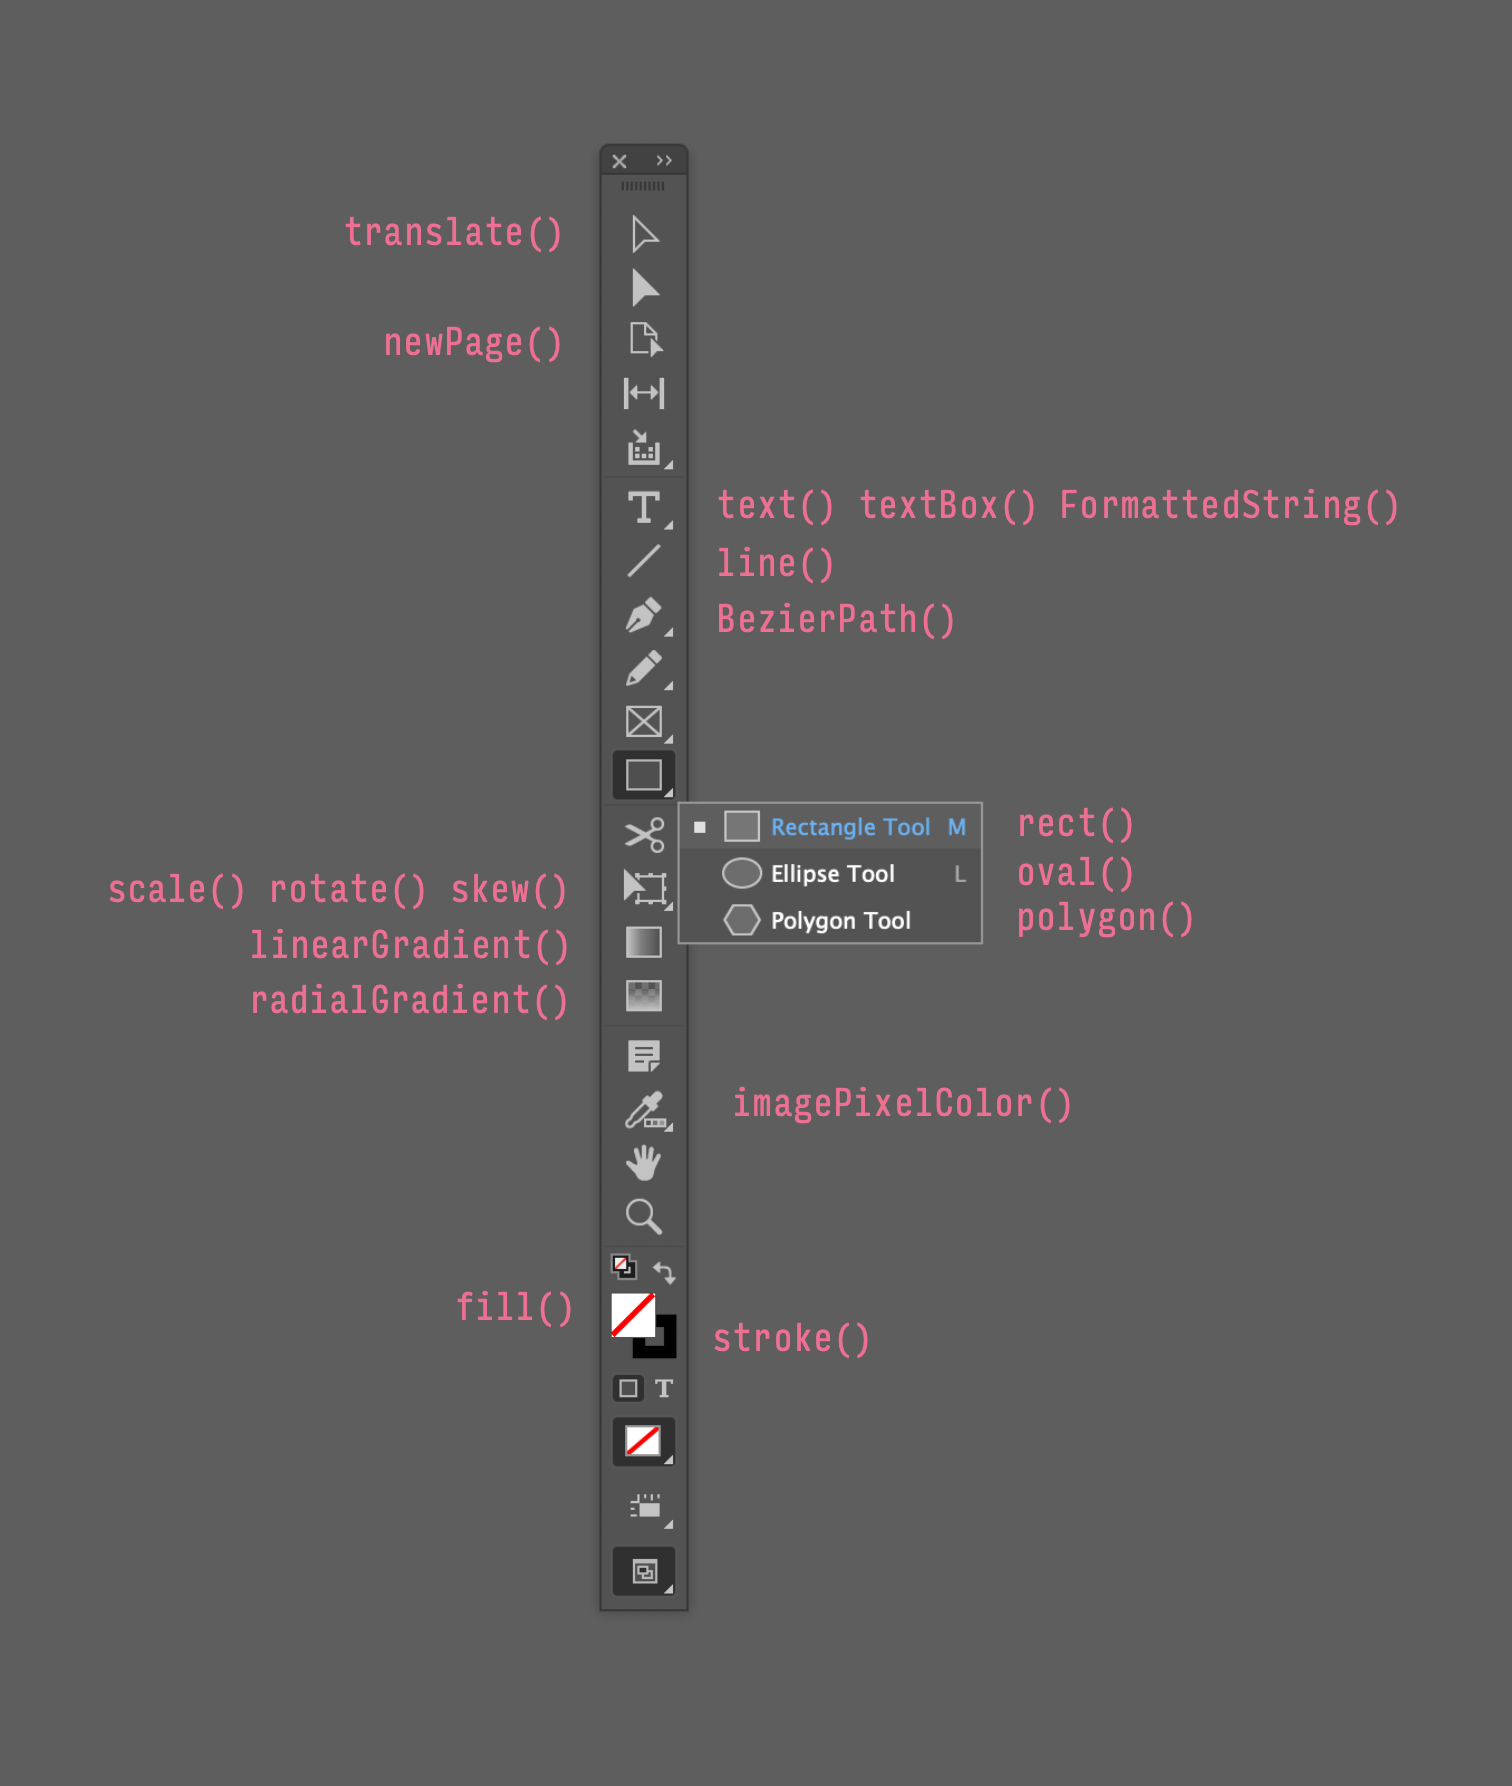 translate()
newPage()
text() textBox() FormattedString()
line()
BezierPath()
Rectangle Tool M rect()
Ellipse Tool L oval()
Polygon Tool polygon()
scale() rotate() skew()
linearGradient()
radialGradient()
imagePixelColor()
fill()
stroke()